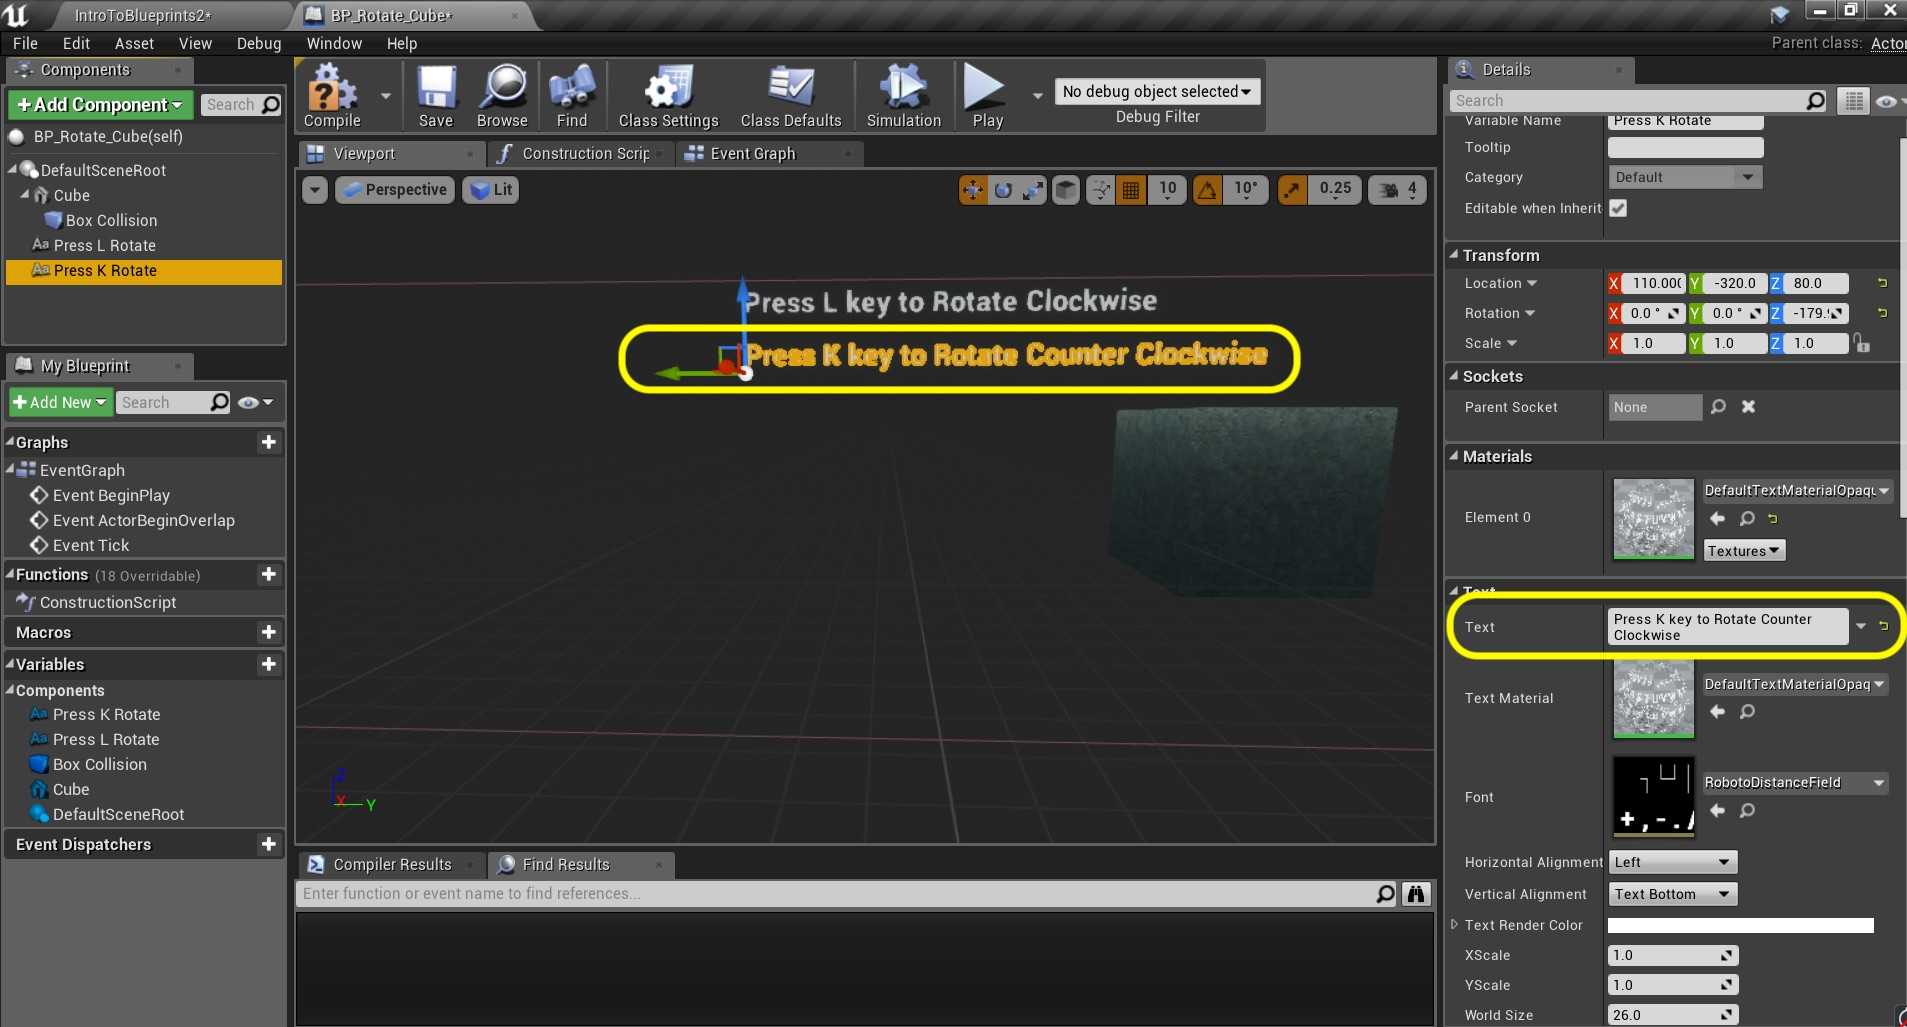 IntroToBlueprints2*
BP_Rotate_Cube*
File Edit Asset View Debug Window Help
Parent class: Actor
Components
+Add Component
Search
BP_Rotate_Cube(self)
DefaultSceneRoot
Cube
Box Collision
Aa Press L Rotate
Aa Press K Rotate
My Blueprint
+Add New
Search
Graphs
EventGraph
Event BeginPlay
Event ActorBeginOverlap
Event Tick
Functions (18 Overridable)
ConstructionScript
Macros
Variables
Components
Aa Press K Rotate
Aa Press L Rotate
Box Collision
Cube
DefaultSceneRoot
Event Dispatchers
Compile
Save
Browse
Find
Class Settings
Class Defaults
Simulation
Play
No debug object selected
Debug Filter
Viewport
Construction Scrip
Event Graph
Perspective
Lit
10
10°
0.25
4
Press L key to Rotate Clockwise
Press K key to Rotate Counter Clockwise
Z
X
Y
Compiler Results
Find Results
Enter function or event name to find references...
Details
Search
Variable Name Press K Rotate
Tooltip
Category Default
Editable when Inherit
Transform
Location X 110.000 Y -320.0 Z 80.0
Rotation X 0.0 ° Y 0.0 ° Z -179.
Scale X 1.0 Y 1.0 Z 1.0
Sockets
Parent Socket None
Materials
Element 0
DefaultTextMaterialOpaqu
Textures
Text
Text
Press K key to Rotate Counter
Clockwise
Text Material
DefaultTextMaterialOpaq
Font
RobotoDistanceField
+ , - .
Horizontal Alignment Left
Vertical Alignment Text Bottom
Text Render Color
XScale 1.0
YScale 1.0
World Size 26.0